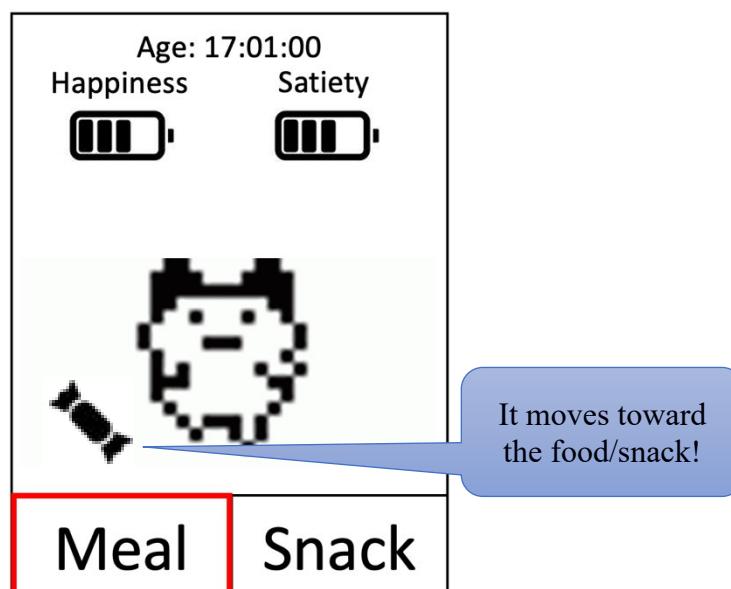 Age: 17:01:00
Happiness Satiety
It moves toward
the food/snack!
Meal Snack